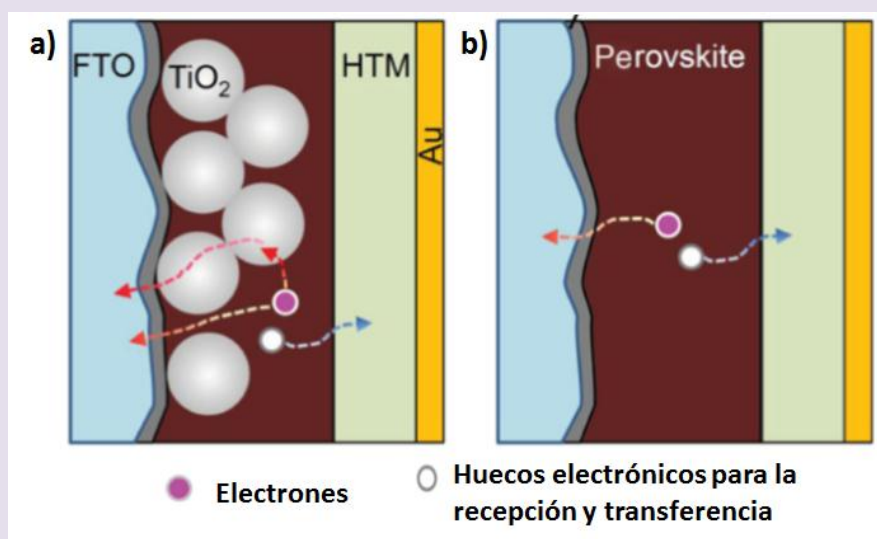 a)
FTO
TiO₂
HTM
Au
b)
Perovskite
Electrones
Huecos electrónicos para la
recepción y transferencia